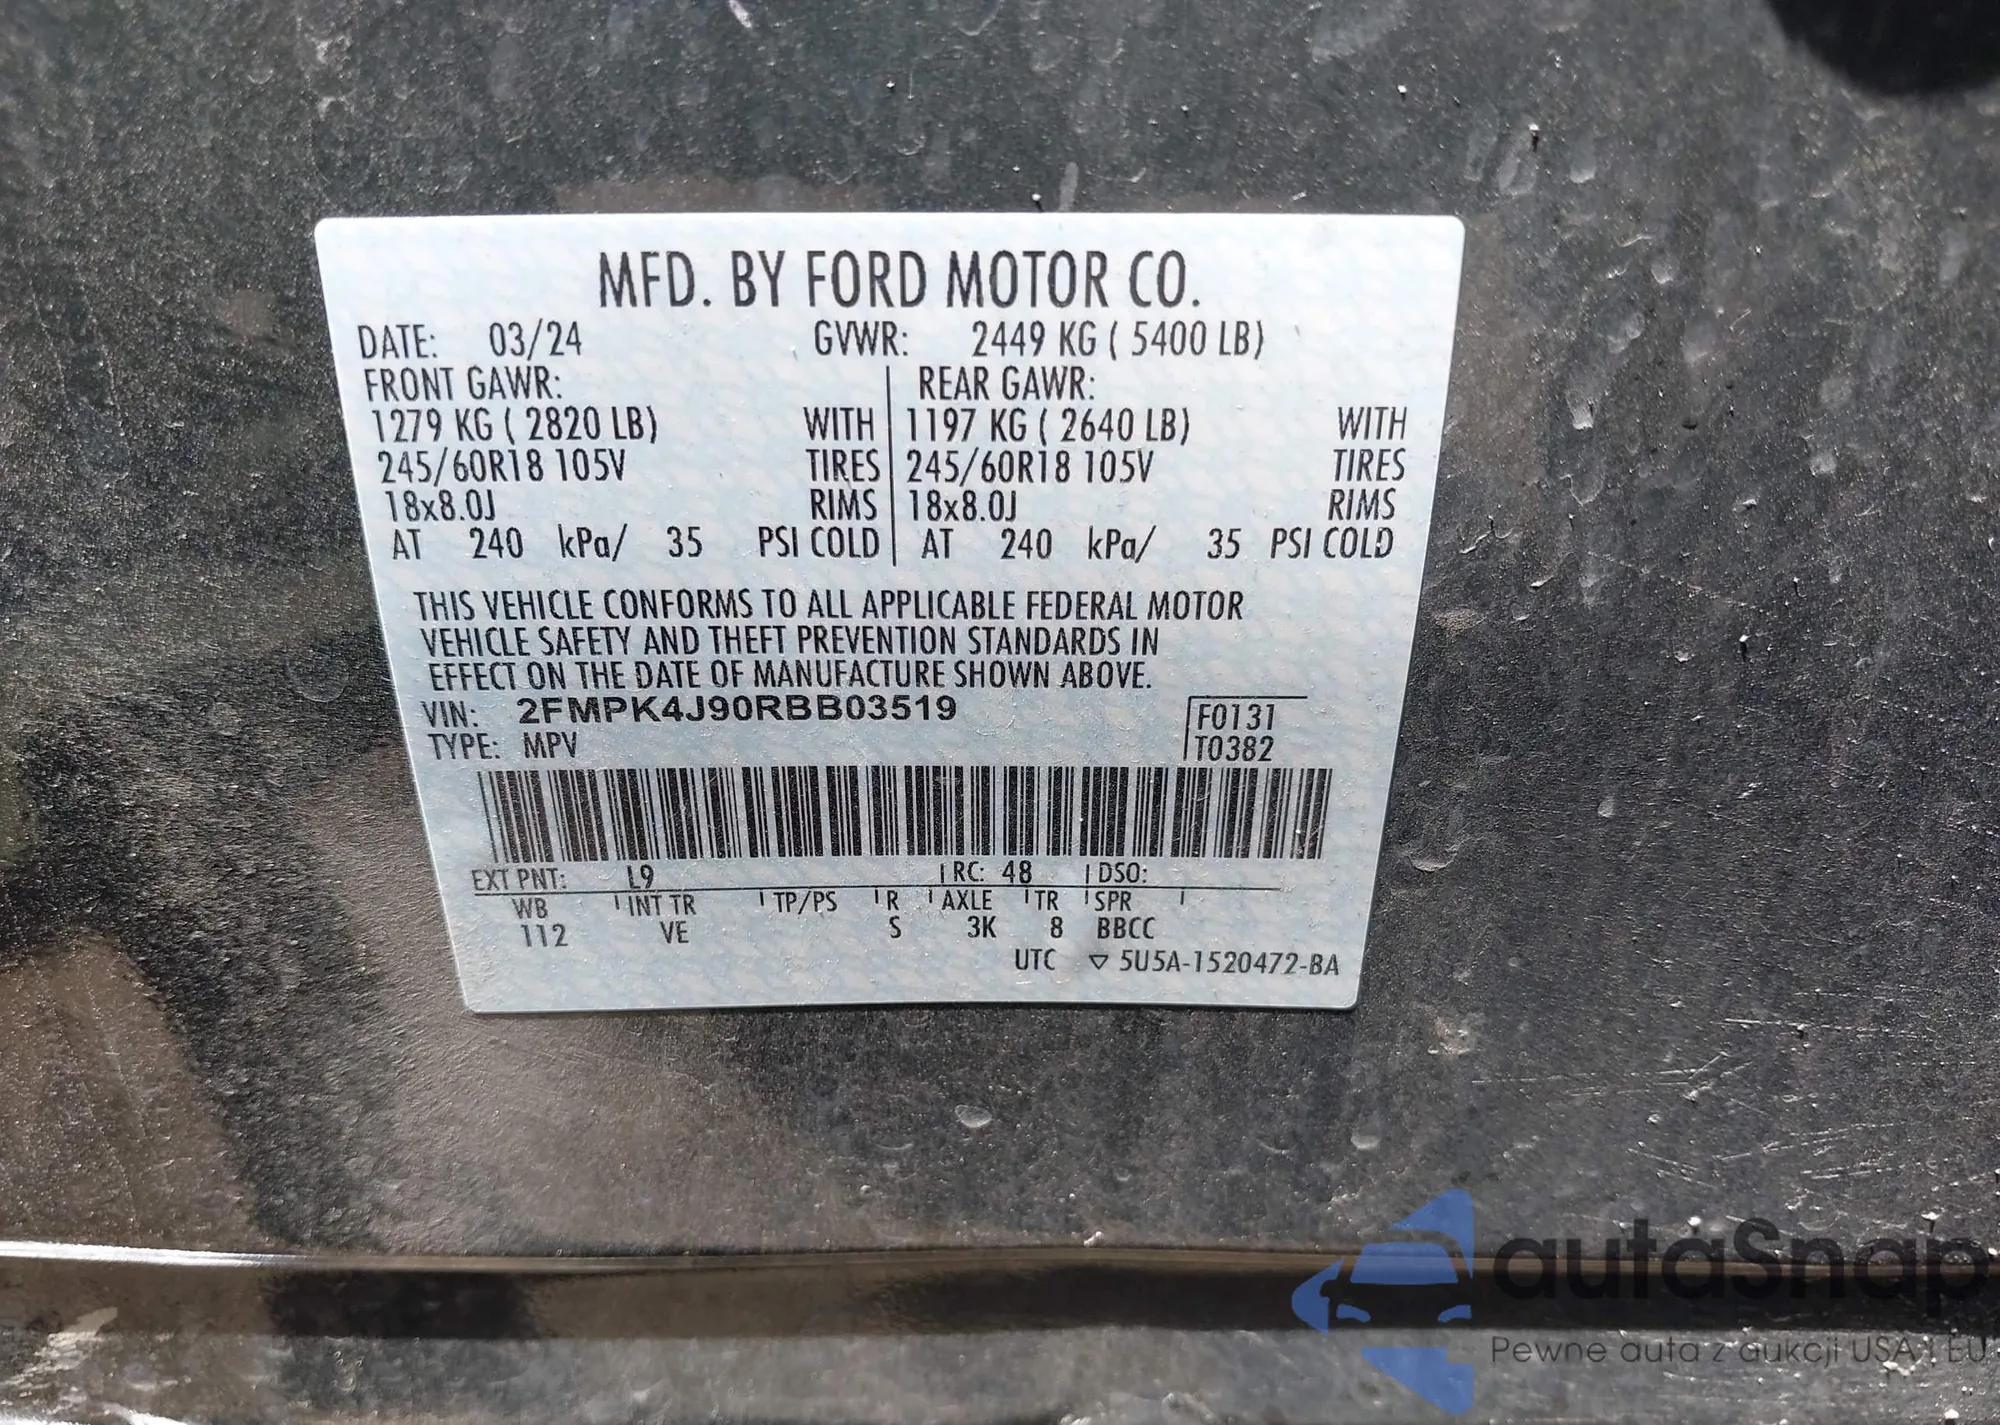 MFD. BY FORD MOTOR CO.
DATE: 03/24 GVWR: 2449 KG ( 5400 LB)
FRONT GAWR: REAR GAWR:
1279 KG ( 2820 LB) WITH 1197 KG ( 2640 LB) WITH
245/60R18 105V TIRES 245/60R18 105V TIRES
18x8.0J RIMS 18x8.0J RIMS
AT 240 kPa/ 35 PSI COLD AT 240 kPa/ 35 PSI COLD
THIS VEHICLE CONFORMS TO ALL APPLICABLE FEDERAL MOTOR
VEHICLE SAFETY AND THEFT PREVENTION STANDARDS IN
EFFECT ON THE DATE OF MANUFACTURE SHOWN ABOVE.
VIN: 2FMPK4J90RBB03519 F0131
TYPE: MPV T0382
EXT PNT: L9 RC: 48 DSO:
WB INT TR TP/PS R AXLE TR SPR
112 VE S 3K 8 BBCC
UTC ▽ 5U5A-1520472-BA
autaSnap
Pewne auta z aukcji USA i EU